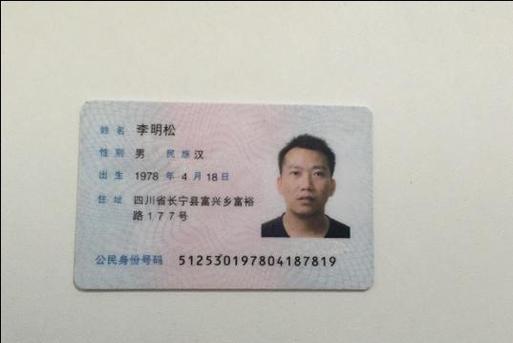 姓名 李明松
性别 男 民族 汉
出生 1978 年 4 月 18 日
住址 四川省长宁县富兴乡富裕
路177号
公民身份号码 512530197804187819